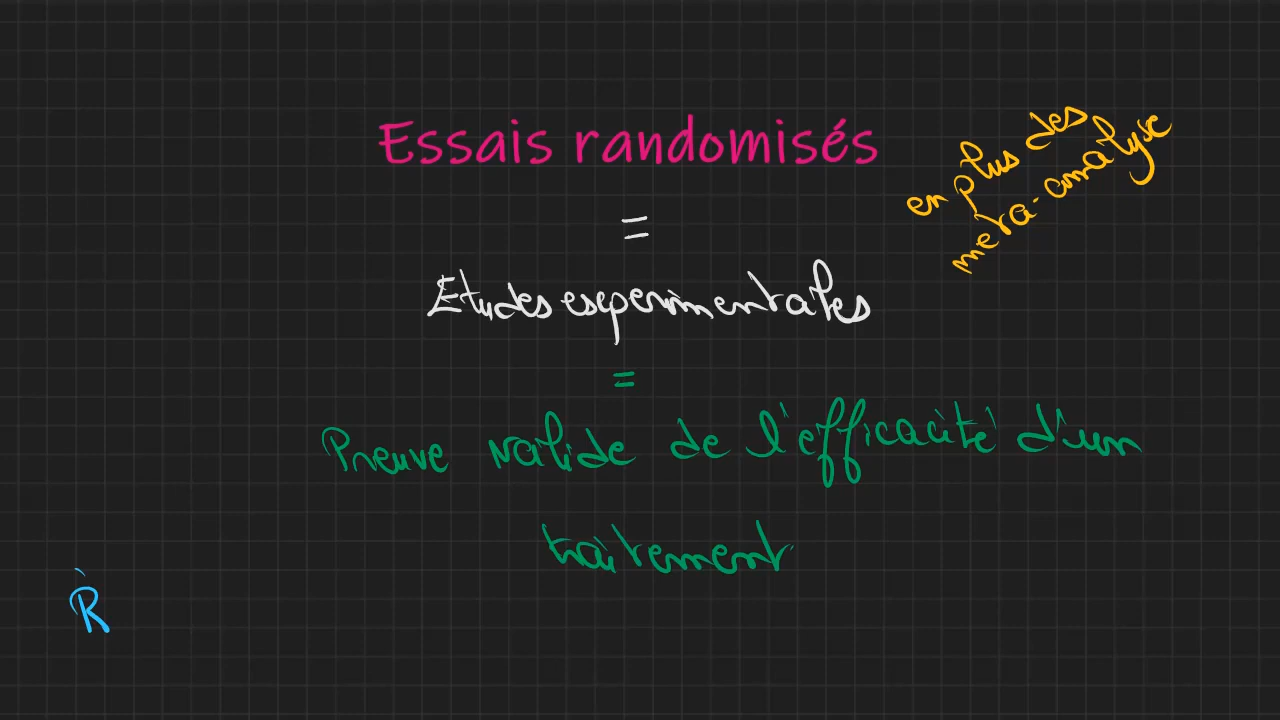 Essais randomisés
en plus des
meta-analyse
=
Etudes experimentales
=
Preuve valide de l'efficacité d'un
traitement
R